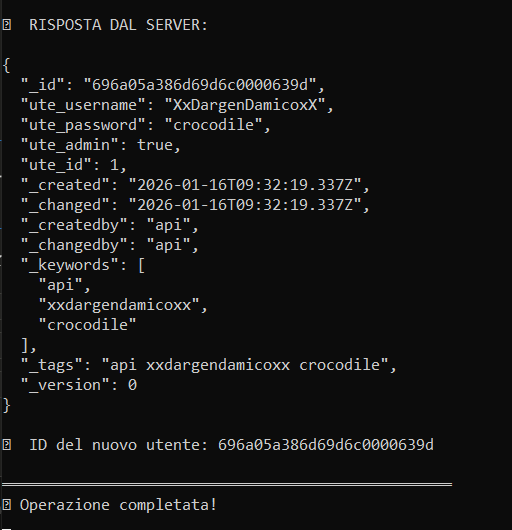 RISPOSTA DAL SERVER:
{
"_id": "696a05a386d69d6c0000639d",
"ute_username": "XxDargenDamicoxX",
"ute_password": "crocodile",
"ute_admin": true,
"ute_id": 1,
"_created": "2026-01-16T09:32:19.337Z",
"_changed": "2026-01-16T09:32:19.337Z",
"_createdby": "api",
"_changedby": "api",
"_keywords": [
"api",
"xxdargendamicoxx",
"crocodile"
],
"_tags": "api xxdargendamicoxx crocodile",
"_version": 0
}
ID del nuovo utente: 696a05a386d69d6c0000639d
Operazione completata!